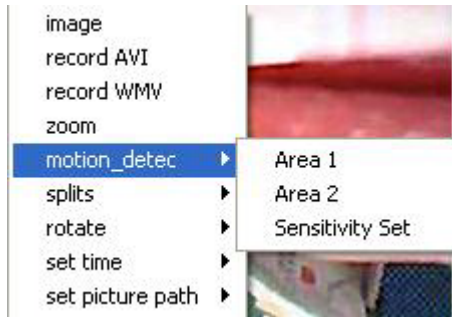 image
record AVI
record WMV
zoom
motion_detec
Area 1
splits
Area 2
rotate
Sensitivity Set
set time
set picture path